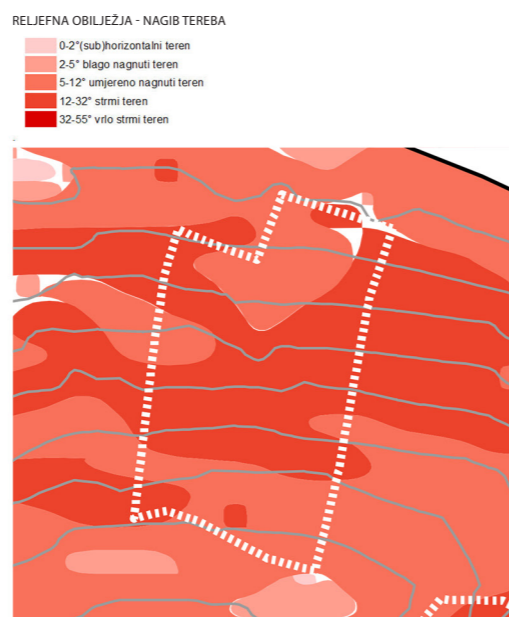 RELJEFNA OBILJEŽJA - NAGIB TEREBA
0-2°(sub)horizontalni teren
2-5° blago nagnuti teren
5-12° umjereno nagnuti teren
12-32° strmi teren
32-55° vrlo strmi teren